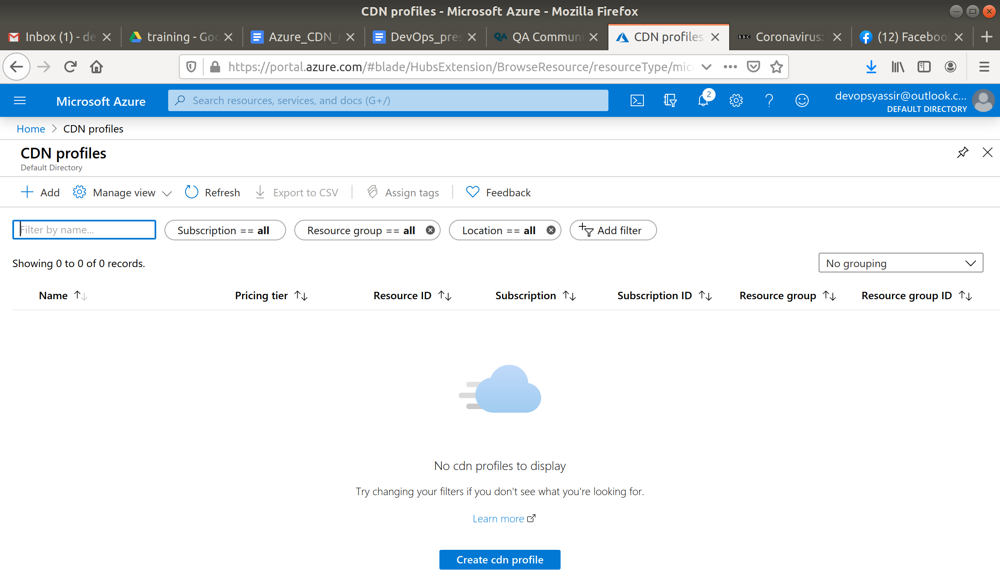 CDN profiles - Microsoft Azure - Mozilla Firefox
Inbox (1) - de training - Goo Azure_CDN_ DevOps_pres QA Communi CDN profiles BBC Coronavirus: (12) Facebook
https://portal.azure.com/#blade/HubsExtension/BrowseResource/resourceType/micr
Microsoft Azure Search resources, services, and docs (G+/) 2 devopsyassir@outlook.c...
DEFAULT DIRECTORY
Home > CDN profiles
CDN profiles
Default Directory
Add Manage view Refresh Export to CSV Assign tags Feedback
Filter by name... Subscription == all Resource group == all Location == all Add filter
Showing 0 to 0 of 0 records. No grouping
Name Pricing tier Resource ID Subscription Subscription ID Resource group Resource group ID
No cdn profiles to display
Try changing your filters if you don't see what you're looking for.
Learn more
Create cdn profile